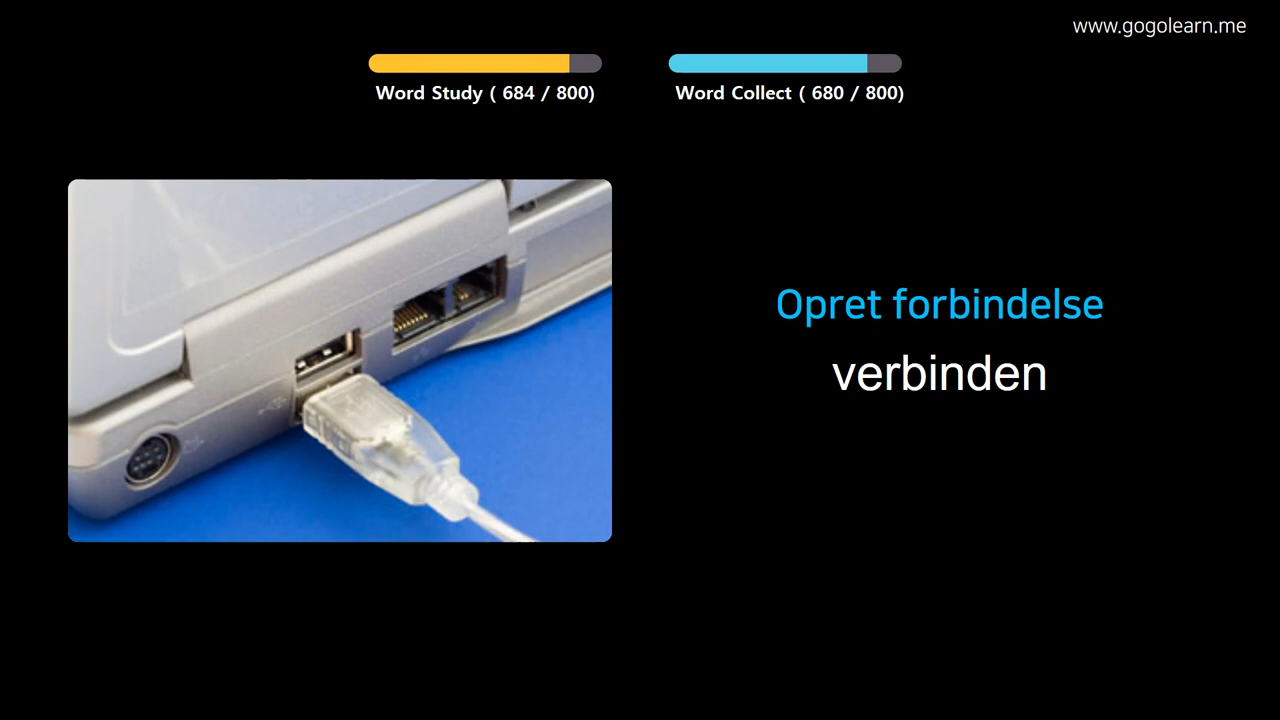 www.gogolearn.me
Word Study ( 684 / 800)
Word Collect ( 680 / 800)
Opret forbindelse
verbinden